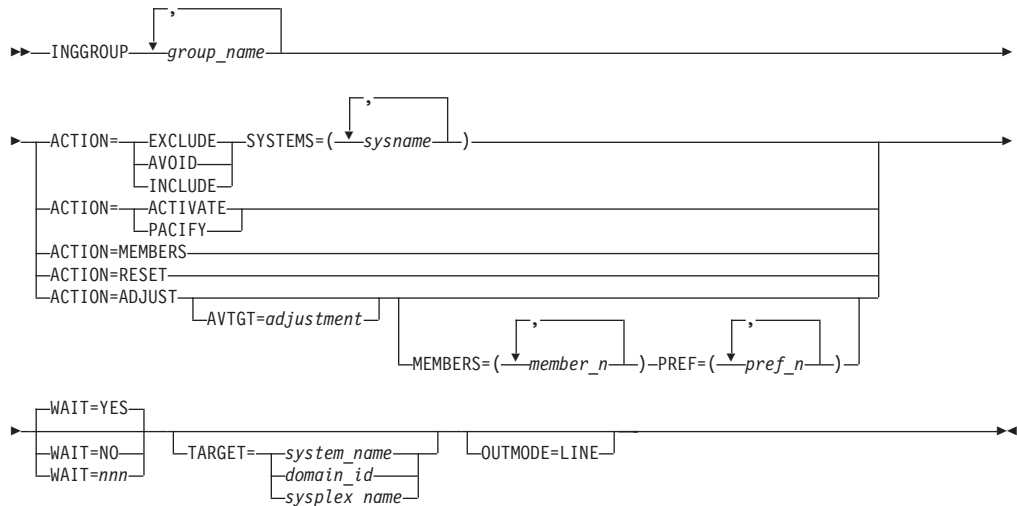 ,
INGGROUP group_name
,
ACTION= EXCLUDE SYSTEMS=( sysname )
AVOID
INCLUDE
ACTION= ACTIVATE
PACIFY
ACTION=MEMBERS
ACTION=RESET
ACTION=ADJUST
AVTGT=adjustment
, ,
MEMBERS=( member_n ) PREF=( pref_n )
WAIT=YES
WAIT=NO TARGET= system_name OUTMODE=LINE
WAIT=nnn domain_id
sysplex name